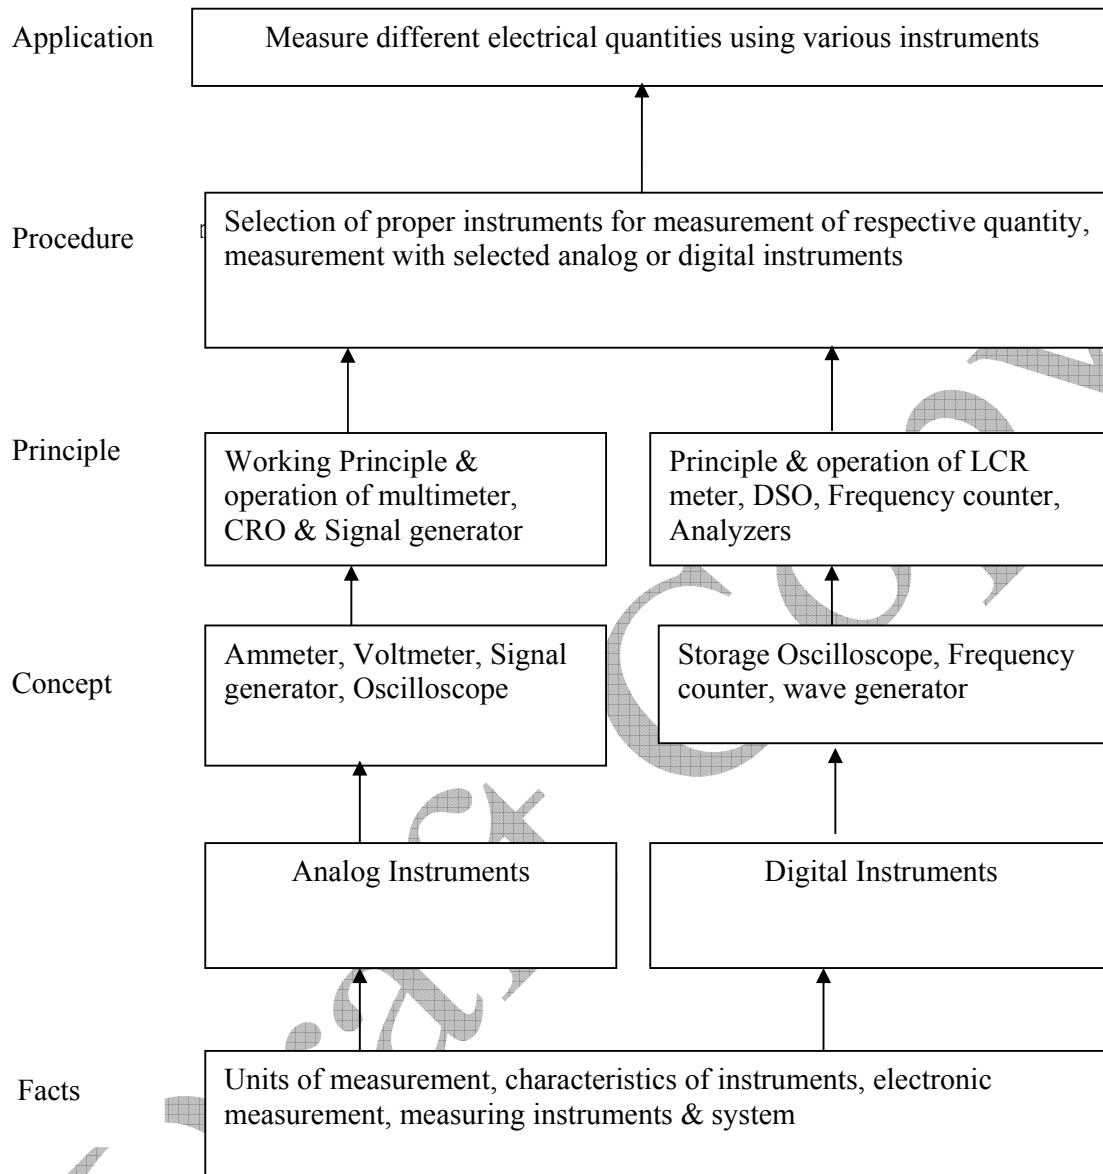 Application
Measure different electrical quantities using various instruments
Procedure
Selection of proper instruments for measurement of respective quantity,
measurement with selected analog or digital instruments
Principle
Working Principle &
operation of multimeter,
CRO & Signal generator
Principle & operation of LCR
meter, DSO, Frequency counter,
Analyzers
Concept
Ammeter, Voltmeter, Signal
generator, Oscilloscope
Storage Oscilloscope, Frequency
counter, wave generator
Analog Instruments
Digital Instruments
Facts
Units of measurement, characteristics of instruments, electronic
measurement, measuring instruments & system